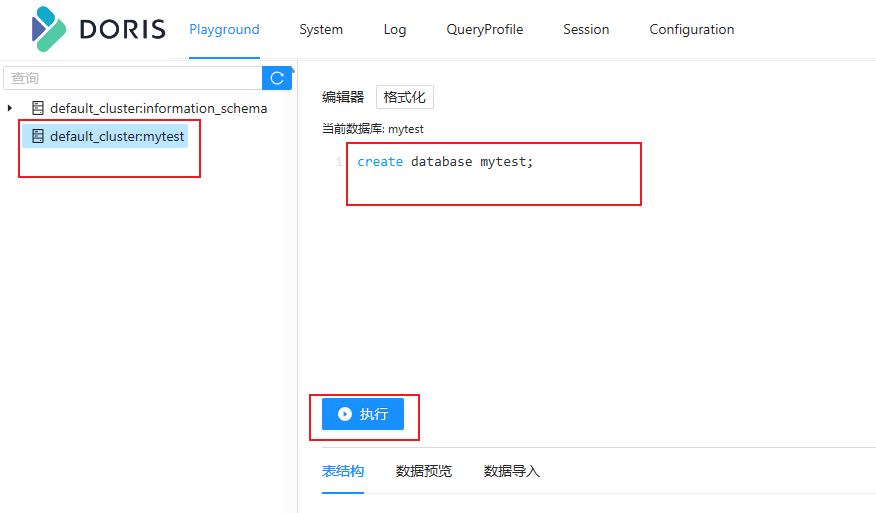 DORIS Playground System Log QueryProfile Session Configuration
查询
default_cluster:information_schema
default_cluster:mytest
编辑器 格式化
当前数据库: mytest
1 create database mytest;
执行
表结构 数据预览 数据导入